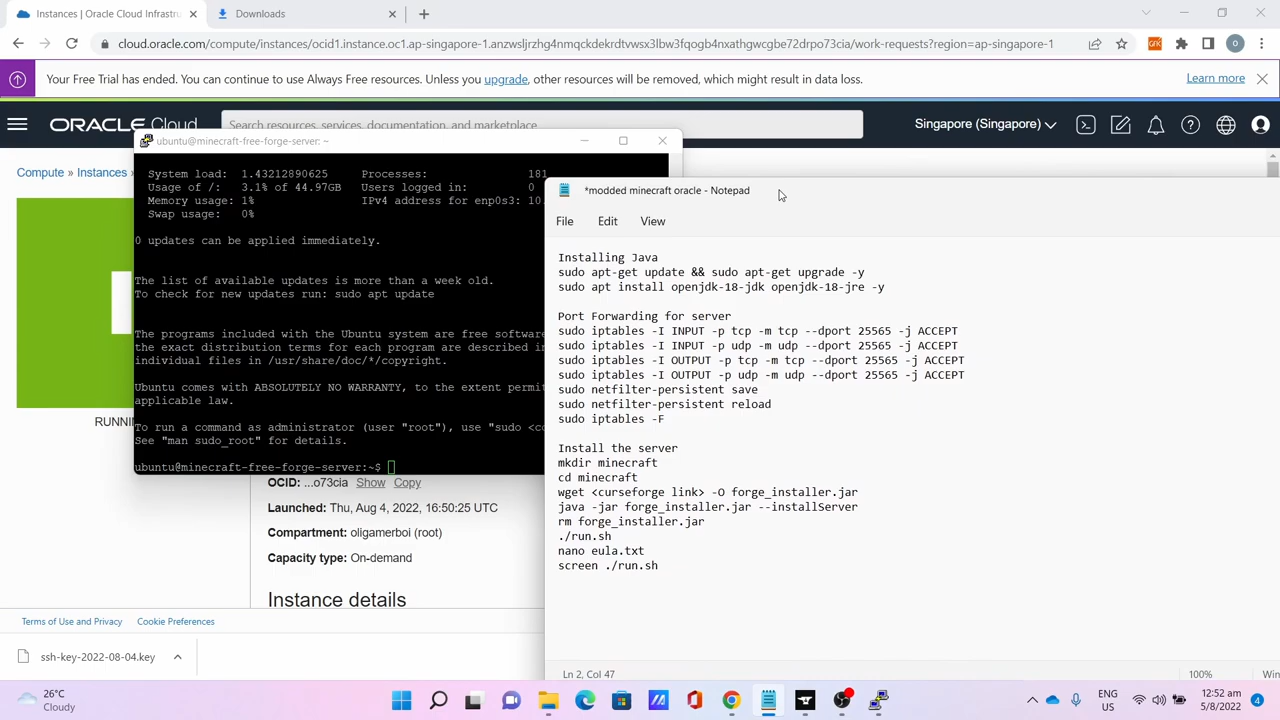 Instances | Oracle Cloud Infrastr
Downloads
cloud.oracle.com/compute/instances/ocid1.instance.oc1.ap-singapore-1.anzwsljrzhg4nmqckdekrdtvwsx3lbw3fqogb4nxathgwcgbe72drpo73cia/work-requests?region=ap-singapore-1
Your Free Trial has ended. You can continue to use Always Free resources. Unless you upgrade, other resources will be removed, which might result in data loss.
Learn more
ORACLE Cloud
Search resources, services, documentation, and marketplace
Singapore (Singapore)
Compute » Instances »
RUNNI
ubuntu@minecraft-free-forge-server: ~
System load: 1.43212890625 Processes: 181
Usage of /: 3.1% of 44.97GB Users logged in: 0
Memory usage: 1% IPv4 address for enp0s3: 10.
Swap usage: 0%
0 updates can be applied immediately.
The list of available updates is more than a week old.
To check for new updates run: sudo apt update
The programs included with the Ubuntu system are free software
the exact distribution terms for each program are described in
individual files in /usr/share/doc/*/copyright.
Ubuntu comes with ABSOLUTELY NO WARRANTY, to the extent permit
applicable law.
To run a command as administrator (user "root"), use "sudo <co
See "man sudo_root" for details.
ubuntu@minecraft-free-forge-server:~$
OCID: ...o73cia Show Copy
Launched: Thu, Aug 4, 2022, 16:50:25 UTC
Compartment: oligamerboi (root)
Capacity type: On-demand
Instance details
*modded minecraft oracle - Notepad
File Edit View
Installing Java
sudo apt-get update && sudo apt-get upgrade -y
sudo apt install openjdk-18-jdk openjdk-18-jre -y
Port Forwarding for server
sudo iptables -I INPUT -p tcp -m tcp --dport 25565 -j ACCEPT
sudo iptables -I INPUT -p udp -m udp --dport 25565 -j ACCEPT
sudo iptables -I OUTPUT -p tcp -m tcp --dport 25565 -j ACCEPT
sudo iptables -I OUTPUT -p udp -m udp --dport 25565 -j ACCEPT
sudo netfilter-persistent save
sudo netfilter-persistent reload
sudo iptables -F
Install the server
mkdir minecraft
cd minecraft
wget <curseforge link> -O forge_installer.jar
java -jar forge_installer.jar --installServer
rm forge_installer.jar
./run.sh
nano eula.txt
screen ./run.sh
Ln 2, Col 47
100%
Win
Terms of Use and Privacy
Cookie Preferences
ssh-key-2022-08-04.key
26°C
Cloudy
ENG
US
12:52 am
5/8/2022
4